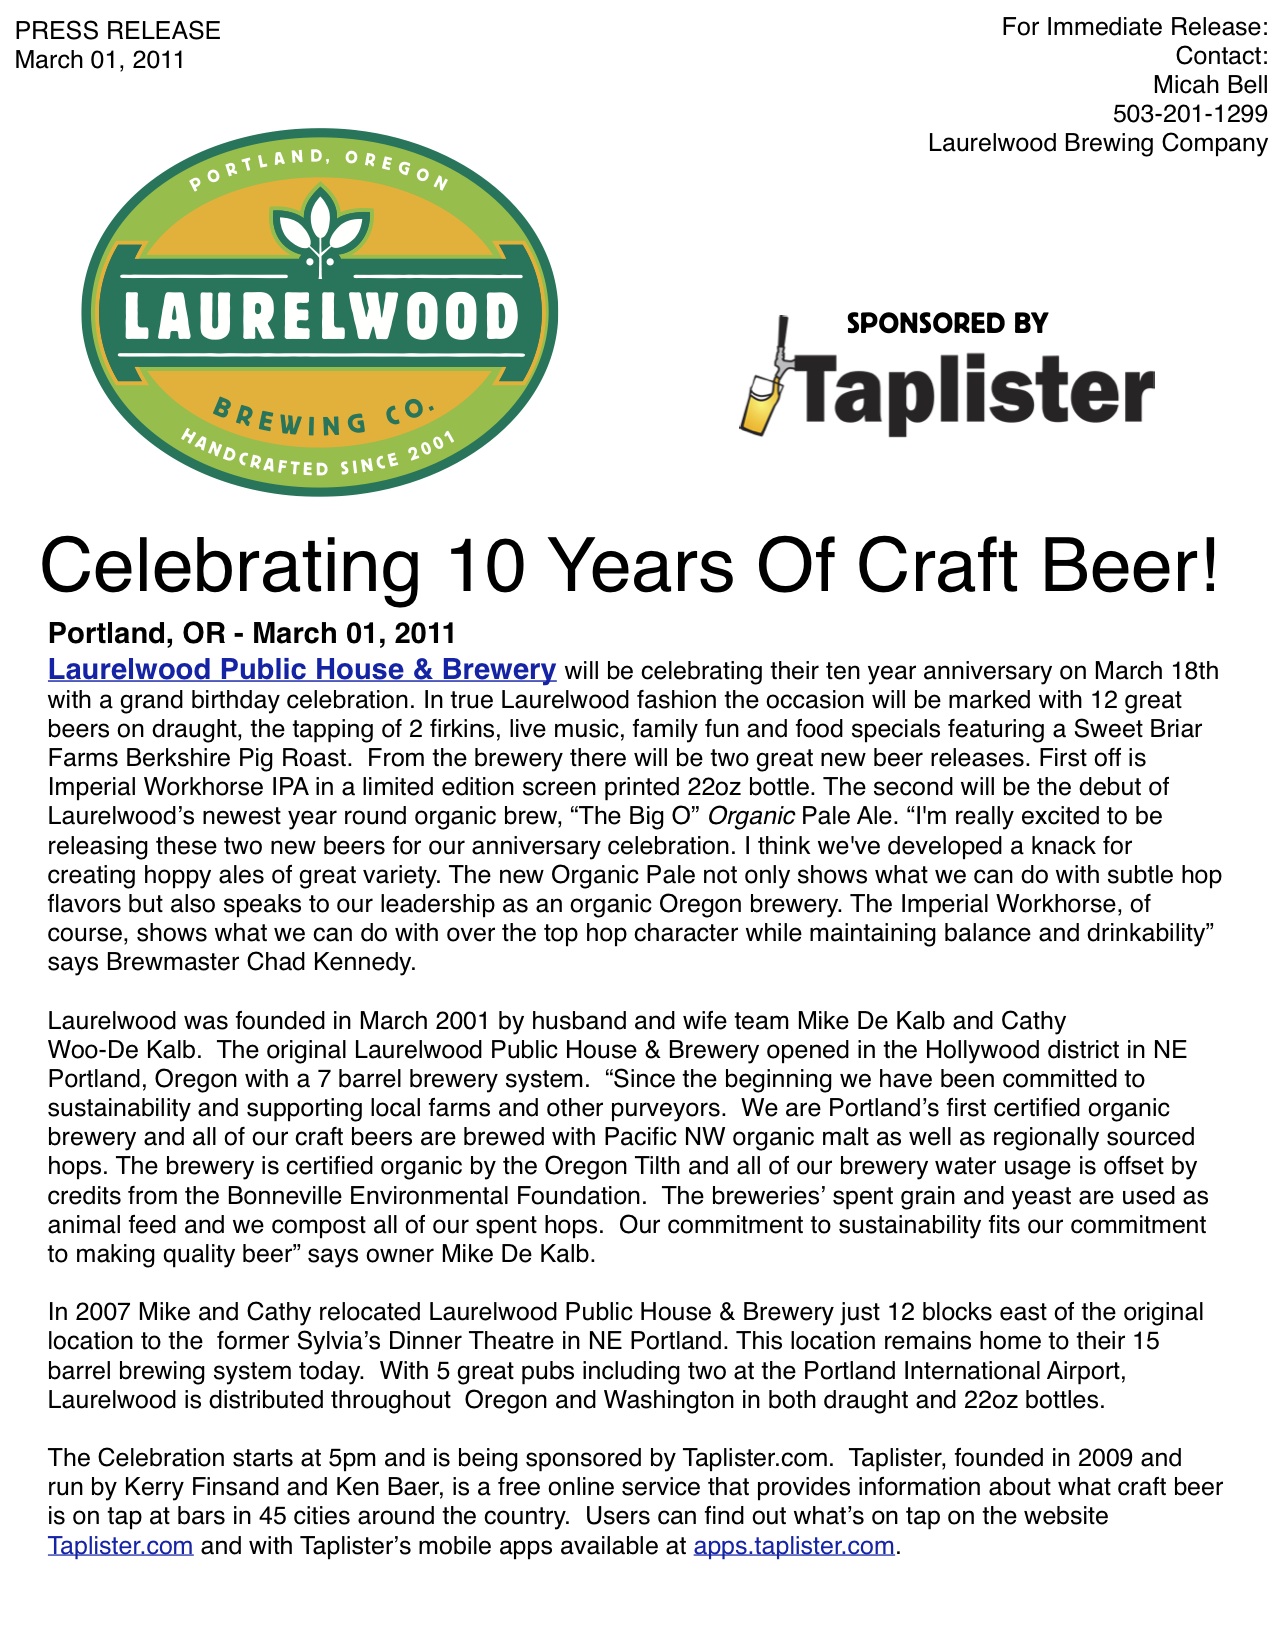 PRESS RELEASE
March 01, 2011
For Immediate Release:
Contact:
Micah Bell
503-201-1299
Laurelwood Brewing Company
PORTLAND, OREGON
LAURELWOOD
BREWING CO.
HANDCRAFTED SINCE 2001
SPONSORED BY
Taplister
Celebrating 10 Years Of Craft Beer!
Portland, OR - March 01, 2011
Laurelwood Public House & Brewery will be celebrating their ten year anniversary on March 18th
with a grand birthday celebration. In true Laurelwood fashion the occasion will be marked with 12 great
beers on draught, the tapping of 2 firkins, live music, family fun and food specials featuring a Sweet Briar
Farms Berkshire Pig Roast.  From the brewery there will be two great new beer releases. First off is
Imperial Workhorse IPA in a limited edition screen printed 22oz bottle. The second will be the debut of
Laurelwood’s newest year round organic brew, “The Big O” Organic Pale Ale. “I'm really excited to be
releasing these two new beers for our anniversary celebration. I think we've developed a knack for
creating hoppy ales of great variety. The new Organic Pale not only shows what we can do with subtle hop
flavors but also speaks to our leadership as an organic Oregon brewery. The Imperial Workhorse, of
course, shows what we can do with over the top hop character while maintaining balance and drinkability”
says Brewmaster Chad Kennedy.
Laurelwood was founded in March 2001 by husband and wife team Mike De Kalb and Cathy
Woo-De Kalb.  The original Laurelwood Public House & Brewery opened in the Hollywood district in NE
Portland, Oregon with a 7 barrel brewery system.  “Since the beginning we have been committed to
sustainability and supporting local farms and other purveyors.  We are Portland’s first certified organic
brewery and all of our craft beers are brewed with Pacific NW organic malt as well as regionally sourced
hops. The brewery is certified organic by the Oregon Tilth and all of our brewery water usage is offset by
credits from the Bonneville Environmental Foundation.  The breweries’ spent grain and yeast are used as
animal feed and we compost all of our spent hops.  Our commitment to sustainability fits our commitment
to making quality beer” says owner Mike De Kalb.
In 2007 Mike and Cathy relocated Laurelwood Public House & Brewery just 12 blocks east of the original
location to the  former Sylvia’s Dinner Theatre in NE Portland. This location remains home to their 15
barrel brewing system today.  With 5 great pubs including two at the Portland International Airport,
Laurelwood is distributed throughout  Oregon and Washington in both draught and 22oz bottles.
The Celebration starts at 5pm and is being sponsored by Taplister.com.  Taplister, founded in 2009 and
run by Kerry Finsand and Ken Baer, is a free online service that provides information about what craft beer
is on tap at bars in 45 cities around the country.  Users can find out what’s on tap on the website
Taplister.com and with Taplister’s mobile apps available at apps.taplister.com.